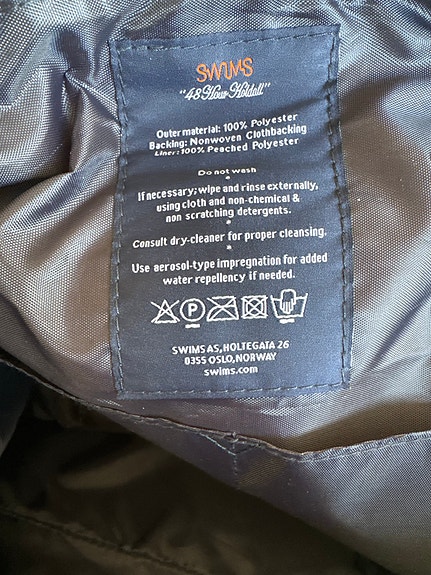 SWIMS
"48 Hour Holdall"
Outer material: 100% Polyester
Backing: Nonwoven Clothbacking
Liner: 100% Peached Polyester
Do not wash
*
If necessary; wipe and rinse externally,
using cloth and non-chemical &
non scratching detergents.
*
Consult dry-cleaner for proper cleansing.
*
Use aerosol-type impregnation for added
water repellency if needed.
P
SWIMS AS, HOLTEGATA 26
0355 OSLO, NORWAY
swims.com